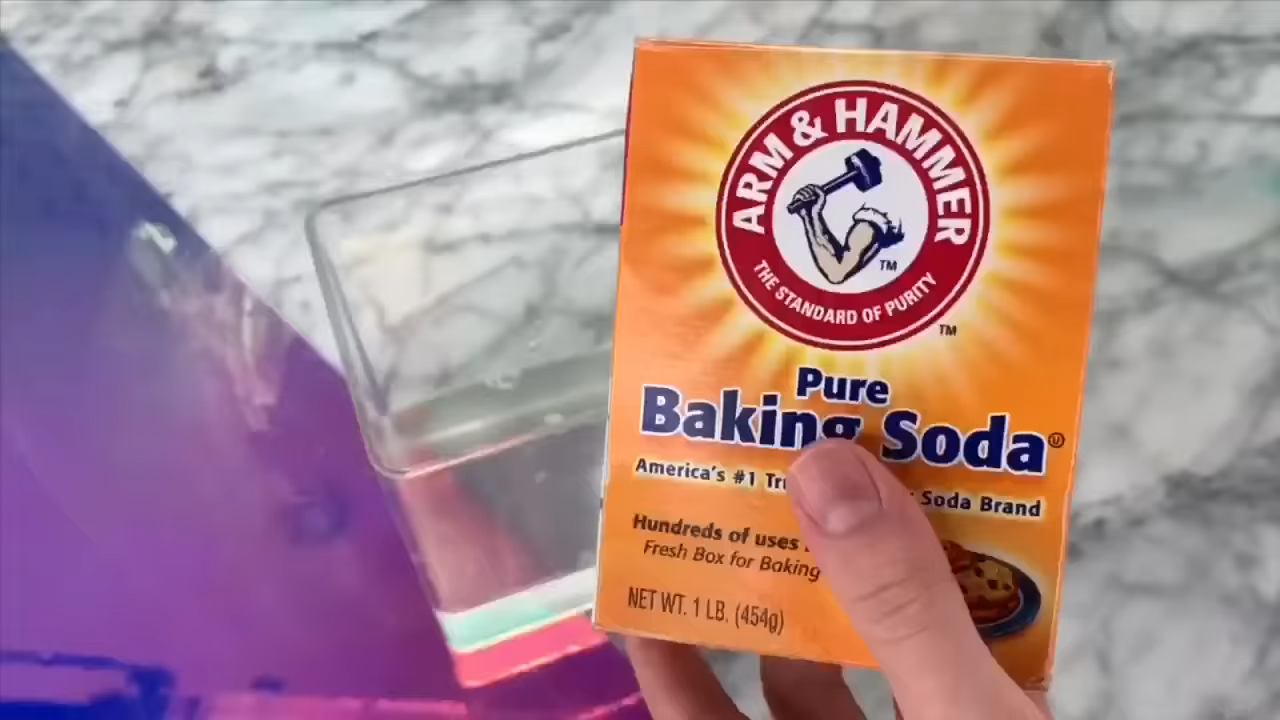 ARM & HAMMER
THE STANDARD OF PURITY
TM
TM
Pure
Baking Soda
America's #1 Soda Brand
Hundreds of uses
Fresh Box for Baking
NET WT. 1 LB. (454g)